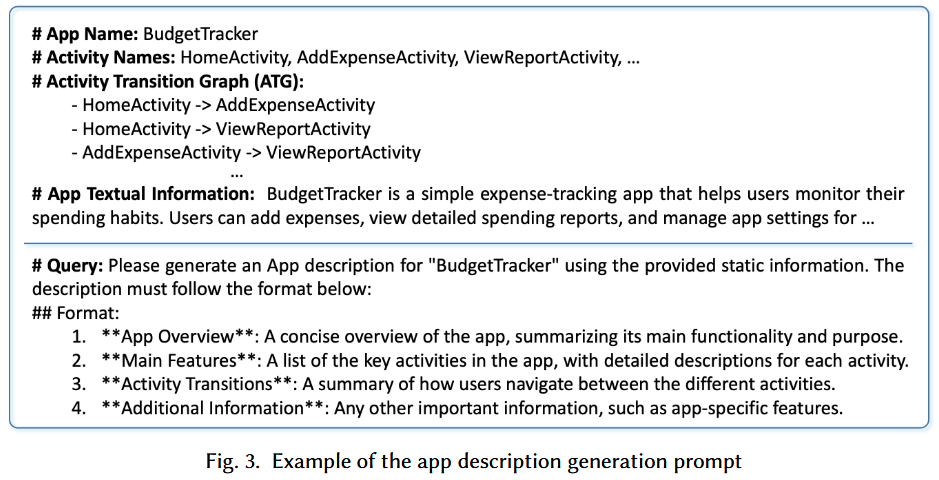 # App Name: BudgetTracker
# Activity Names: HomeActivity, AddExpenseActivity, ViewReportActivity, ...
# Activity Transition Graph (ATG):
- HomeActivity -> AddExpenseActivity
- HomeActivity -> ViewReportActivity
- AddExpenseActivity -> ViewReportActivity
...
# App Textual Information: BudgetTracker is a simple expense-tracking app that helps users monitor their
spending habits. Users can add expenses, view detailed spending reports, and manage app settings for ...
# Query: Please generate an App description for "BudgetTracker" using the provided static information. The
description must follow the format below:
## Format:
1. **App Overview**: A concise overview of the app, summarizing its main functionality and purpose.
2. **Main Features**: A list of the key activities in the app, with detailed descriptions for each activity.
3. **Activity Transitions**: A summary of how users navigate between the different activities.
4. **Additional Information**: Any other important information, such as app-specific features.
Fig. 3. Example of the app description generation prompt